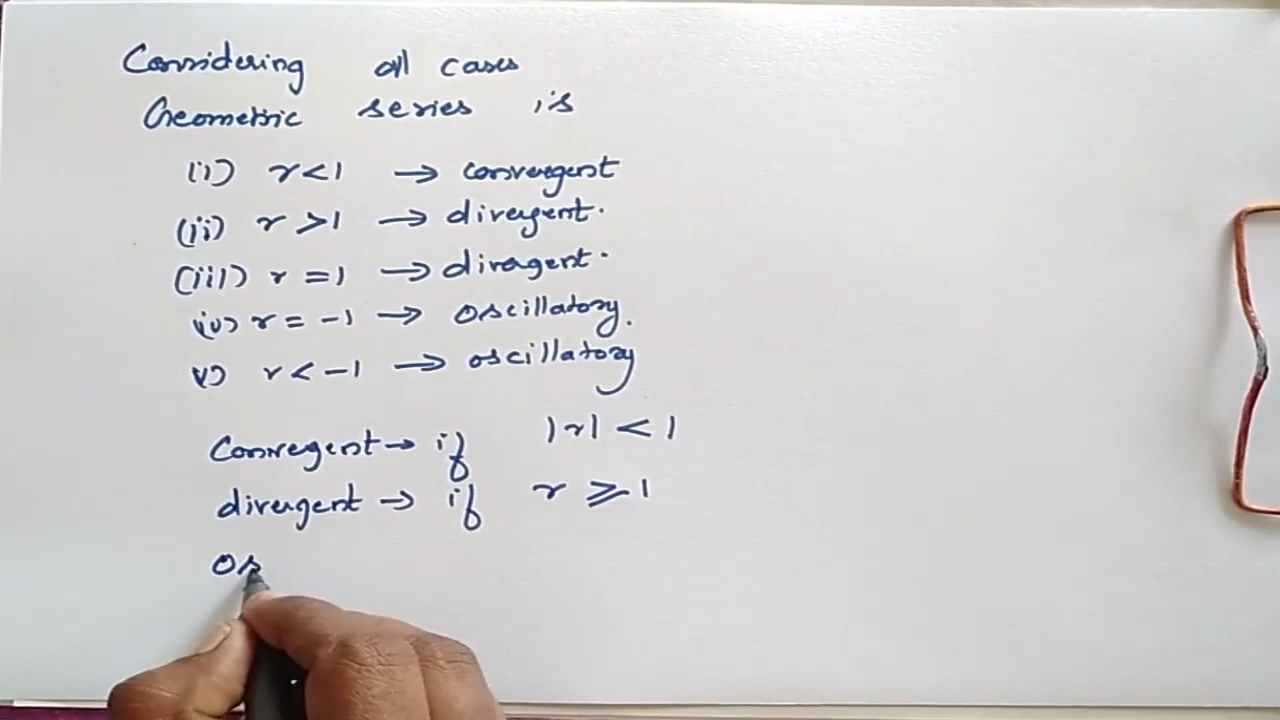 Considering all cases
Geometric series is
(i) r < 1 → convergent
(ii) r > 1 → divergent.
(iii) r = 1 → divergent.
iv) r = -1 → oscillatory.
v) r < -1 → oscillatory
Convergent → if |r| < 1
divergent → if r ≥ 1
os